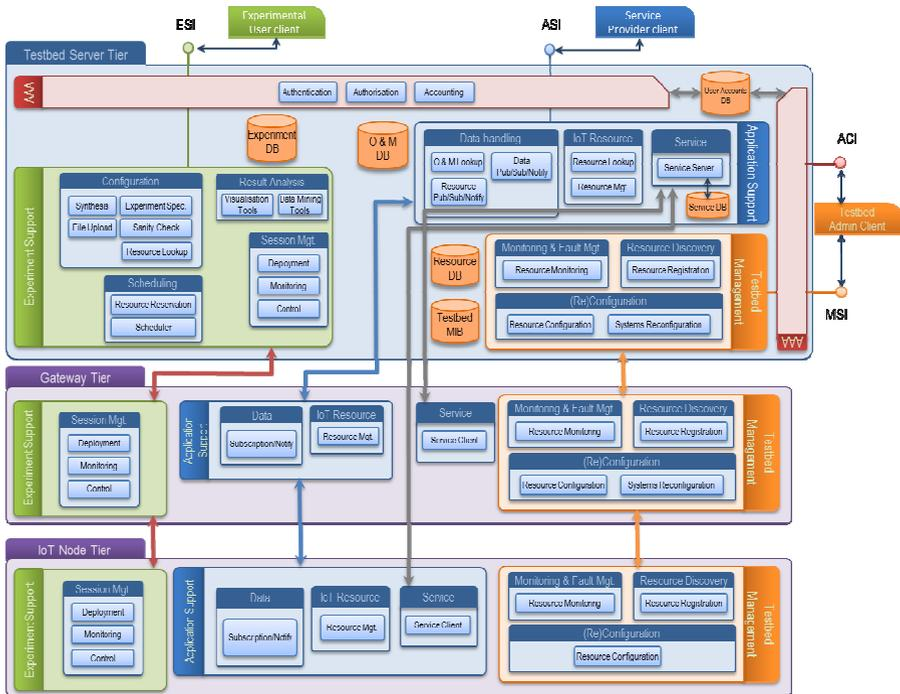 ESI
Experimental
User client
ASI
Service
Provider client
Testbed Server Tier
AAA
Authentication
Authorisation
Accounting
User Accounts
DB
Experiment
DB
O & M
DB
Data handling
O & M Lookup
Data
Pub/Sub/Notify
Resource
Pub/Sub/Notify
IoT Resource
Resource Lookup
Resource Mgt.
Service
Service Server
Service DB
Application Support
ACI
Testbed
Admin Client
MSI
AAA
Experiment Support
Configuration
Synthesis
Experiment Spec.
File Upload
Sanity Check
Resource Lookup
Scheduling
Resource Reservation
Scheduler
Result Analysis
Visualisation
Tools
Data Mining
Tools
Session Mgt.
Deployment
Monitoring
Control
Resource
DB
Testbed
MIB
Monitoring & Fault Mgt
Resource Monitoring
Resource Discovery
Resource Registration
(Re)Configuration
Resource Configuration
Systems Reconfiguration
Testbed
Management
Gateway Tier
Experiment Support
Session Mgt.
Deployment
Monitoring
Control
Application
Support
Data
Subscription/Notify
IoT Resource
Resource Mgt.
Service
Service Client
Monitoring & Fault Mgt
Resource Monitoring
Resource Discovery
Resource Registration
(Re)Configuration
Resource Configuration
Systems Reconfiguration
Testbed
Management
IoT Node Tier
Experiment Support
Session Mgt
Deployment
Monitoring
Control
Application Support
Data
Subscription/Notify
IoT Resource
Resource Mgt.
Service
Service Client
Monitoring & Fault Mgt.
Resource Monitoring
Resource Discovery
Resource Registration
(Re)Configuration
Resource Configuration
Testbed
Management